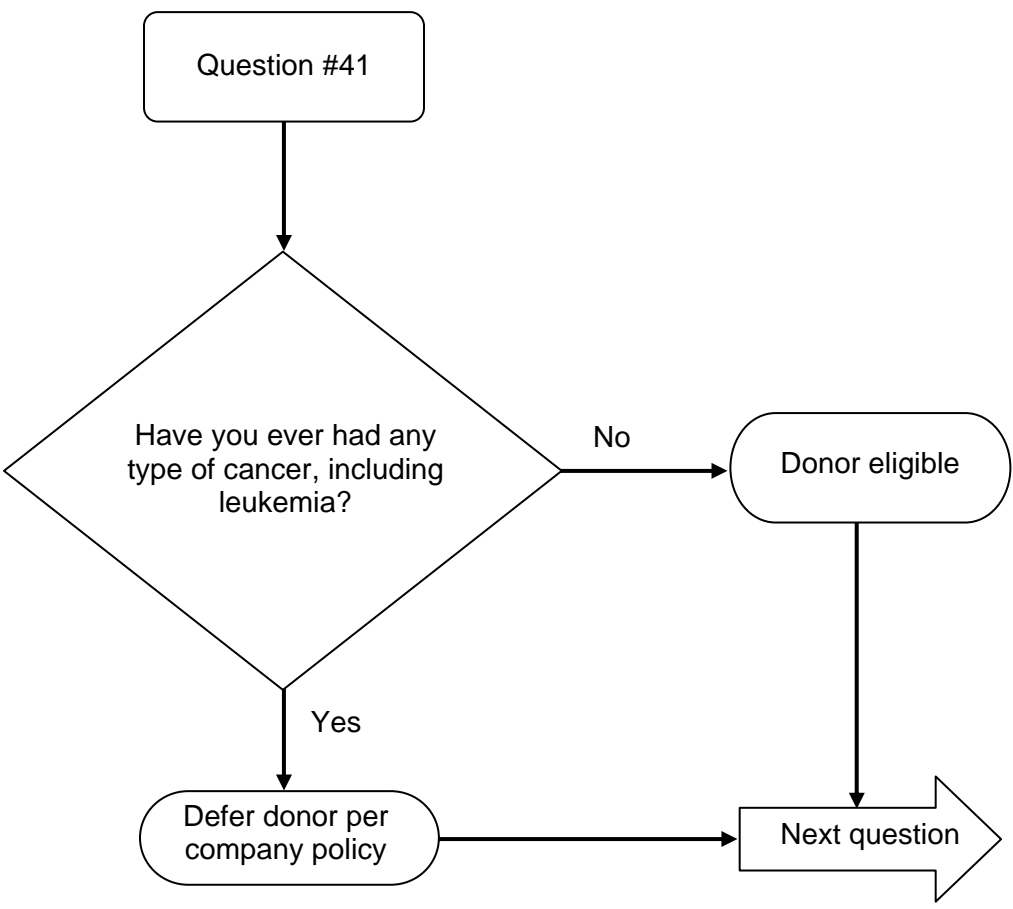 Question #41
Have you ever had any
type of cancer, including
leukemia?
No
Donor eligible
Yes
Defer donor per
company policy
Next question